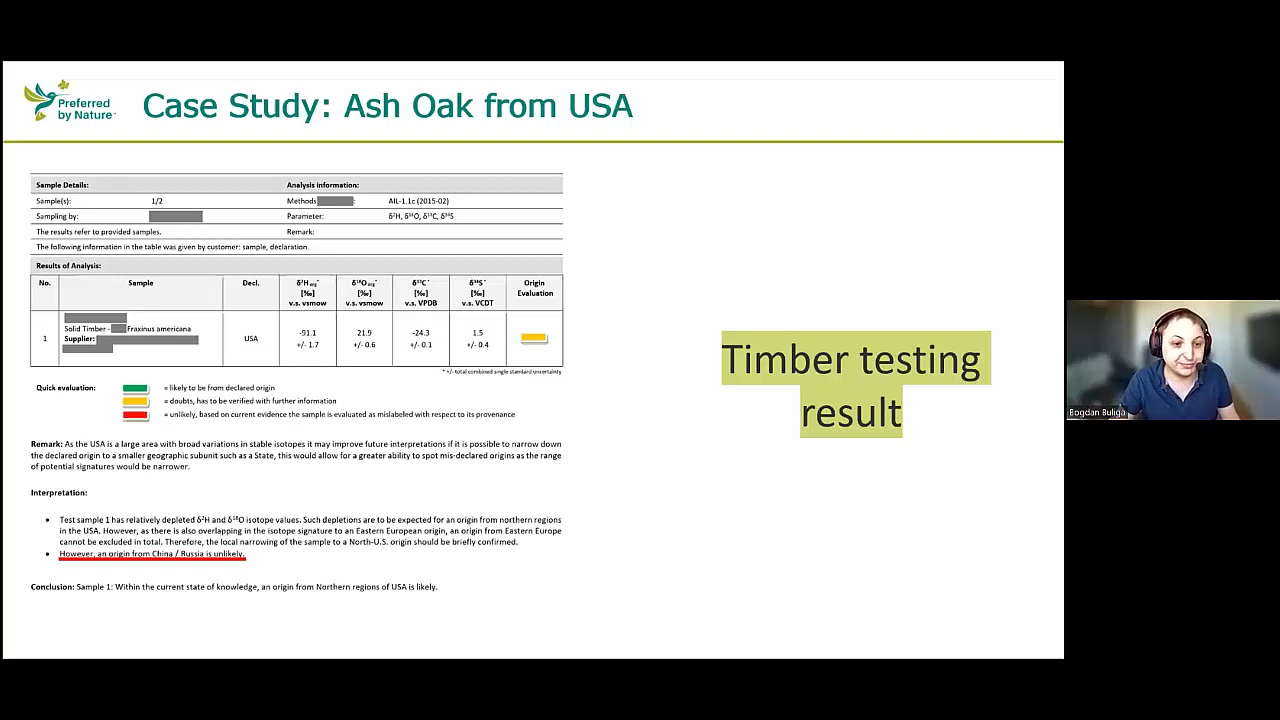 Preferred
by Nature™
Case Study: Ash Oak from USA
Sample Details:
Analysis information:
Sample(s):
1/2
Methods :
AIL-1.1c (2015-02)
Sampling by:
Parameter:
δ²H, δ¹⁸O, δ¹³C, δ³⁴S
The results refer to provided samples.
Remark:
The following information in the table was given by customer: sample, declaration.
Results of Analysis:
No.
Sample
Decl.
δ²H org*
[‰]
v.s. vsmow
δ¹⁸O org*
[‰]
v.s. vsmow
δ¹³C*
[‰]
v.s. VPDB
δ³⁴S*
[‰]
v.s. VCDT
Origin
Evaluation
1
Solid Timber - Fraxinus americana
Supplier:
USA
-91.1
+/- 1.7
21.9
+/- 0.6
-24.3
+/- 0.1
1.5
+/- 0.4
* +/- total combined single standard uncertainty
Quick evaluation:
= likely to be from declared origin
= doubts, has to be verified with further information
= unlikely, based on current evidence the sample is evaluated as mislabeled with respect to its provenance
Remark: As the USA is a large area with broad variations in stable isotopes it may improve future interpretations if it is possible to narrow down
the declared origin to a smaller geographic subunit such as a State, this would allow for a greater ability to spot mis-declared origins as the range
of potential signatures would be narrower.
Interpretation:
• Test sample 1 has relatively depleted δ²H and δ¹⁸O isotope values. Such depletions are to be expected for an origin from northern regions
in the USA. However, as there is also overlapping in the isotope signature to an Eastern European origin, an origin from Eastern Europe
cannot be excluded in total. Therefore, the local narrowing of the sample to a North-U.S. origin should be briefly confirmed.
• However, an origin from China / Russia is unlikely.
Conclusion: Sample 1: Within the current state of knowledge, an origin from Northern regions of USA is likely.
Timber testing
result
Bogdan Buliga